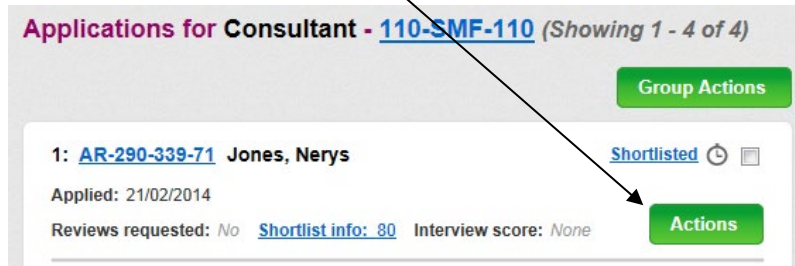 Applications for Consultant - 110-SMF-110 (Showing 1 - 4 of 4)
Group Actions
1: AR-290-339-71 Jones, Nerys Shortlisted
Applied: 21/02/2014
Reviews requested: No Shortlist info: 80 Interview score: None Actions